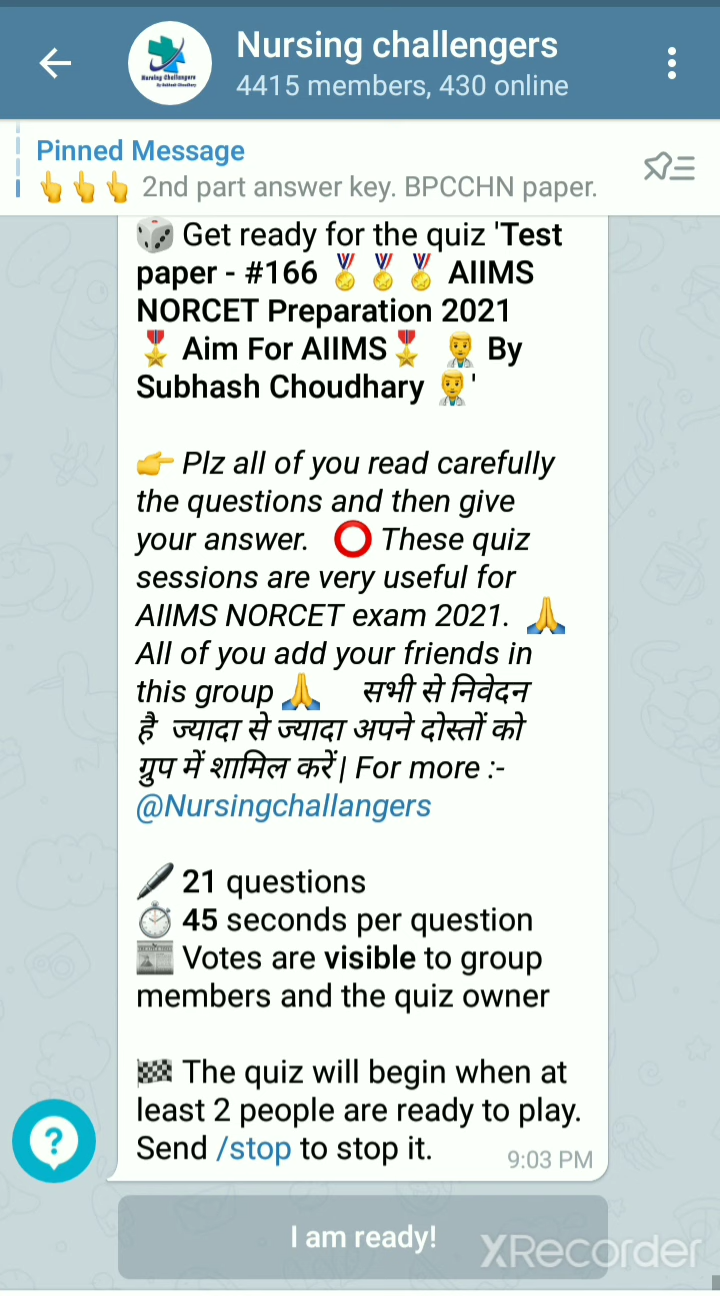 Nursing challengers
4415 members, 430 online
Pinned Message
👆👆👆 2nd part answer key. BPCCHN paper.
🎲 Get ready for the quiz 'Test
paper - #166 🏅🏅🏅 AIIMS
NORCET Preparation 2021
🎖 Aim For AIIMS🎖 👨‍⚕️ By
Subhash Choudhary 👨‍⚕️'
👉 Plz all of you read carefully
the questions and then give
your answer. ⭕ These quiz
sessions are very useful for
AIIMS NORCET exam 2021. 🙏
All of you add your friends in
this group 🙏 सभी से निवेदन
है ज्यादा से ज्यादा अपने दोस्तों को
ग्रुप में शामिल करें| For more :-
@Nursingchallangers
🖊 21 questions
⏱ 45 seconds per question
📰 Votes are visible to group
members and the quiz owner
🏁 The quiz will begin when at
least 2 people are ready to play.
Send /stop to stop it.
9:03 PM
I am ready!
XRecorder